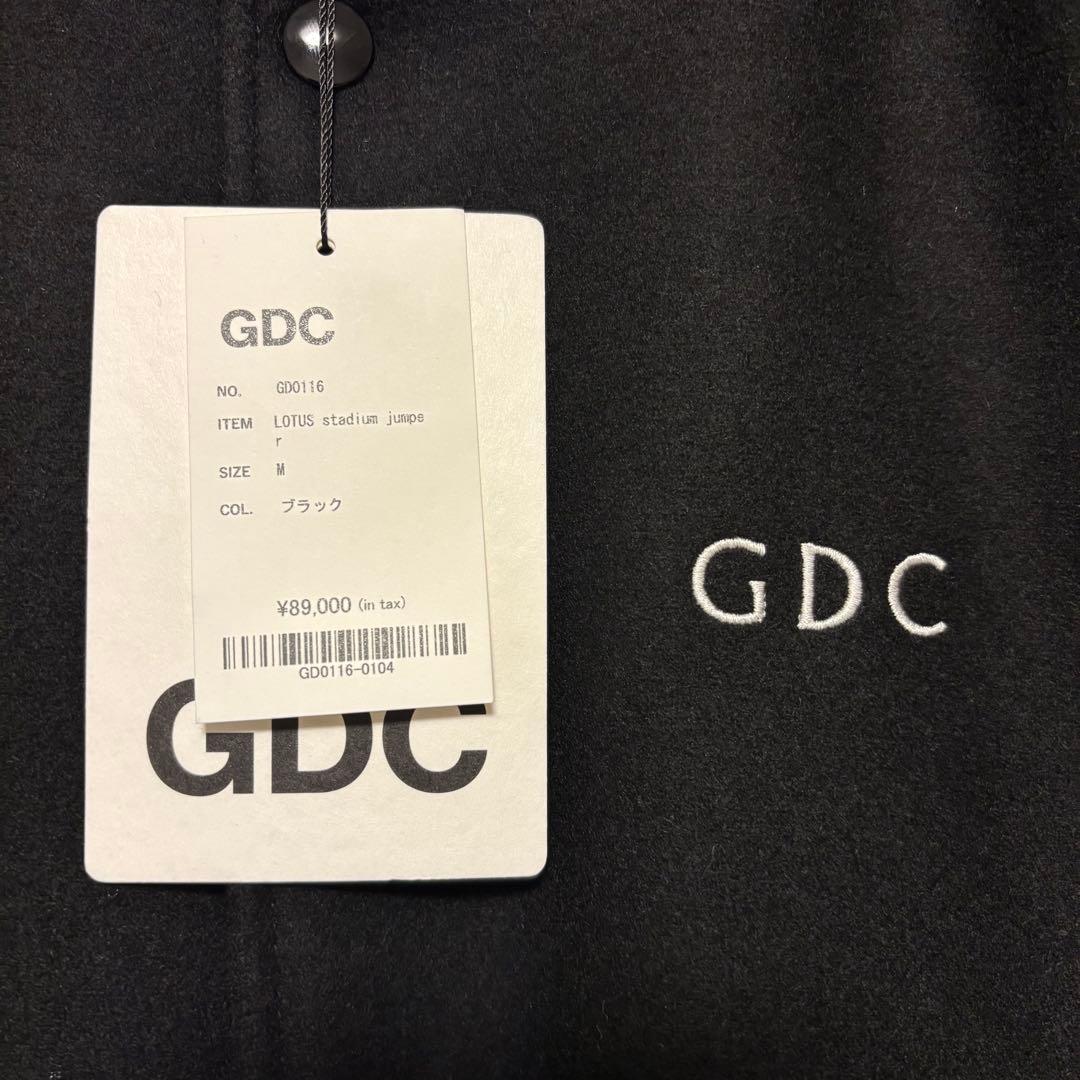 GDC
NO. GD0116
ITEM LOTUS stadium jumpe
r
SIZE M
COL. ブラック
¥89,000 (in tax)
GD0116-0104
GDC
GDC